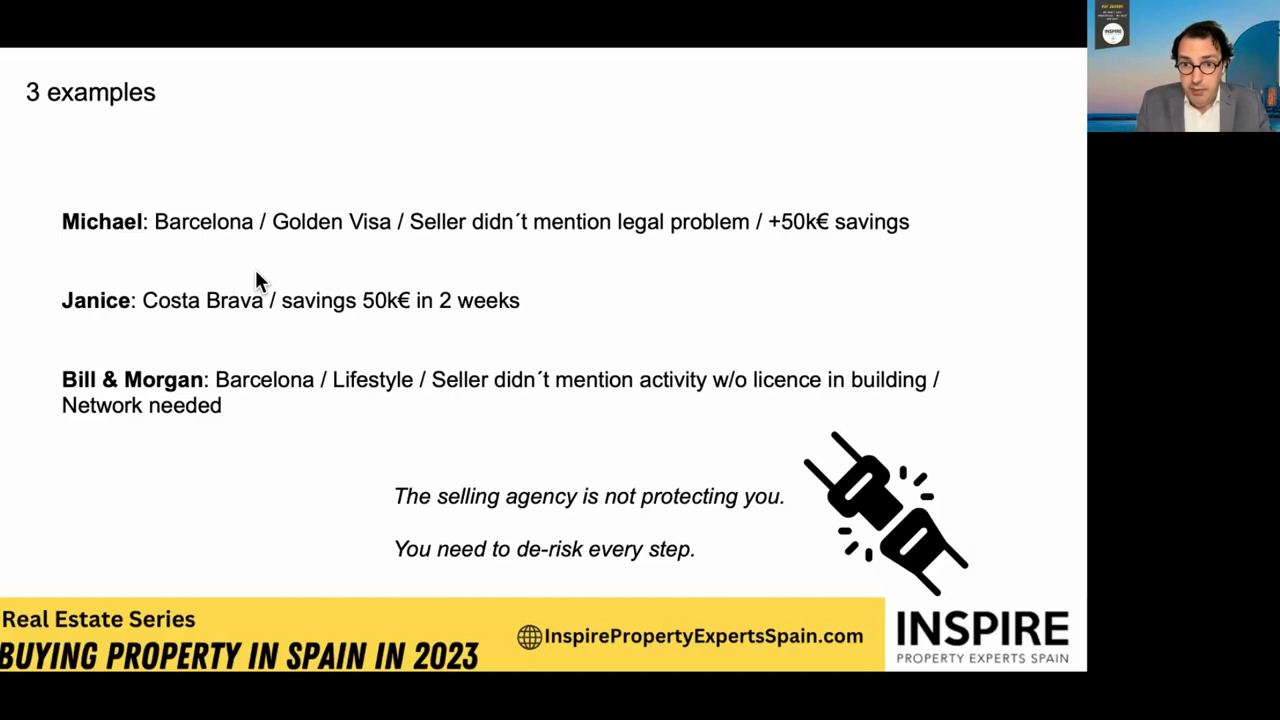 3 examples
Michael: Barcelona / Golden Visa / Seller didn´t mention legal problem / +50k€ savings
Janice: Costa Brava / savings 50k€ in 2 weeks
Bill & Morgan: Barcelona / Lifestyle / Seller didn´t mention activity w/o licence in building /
Network needed
The selling agency is not protecting you.
You need to de-risk every step.
Real Estate Series
BUYING PROPERTY IN SPAIN IN 2023
InspirePropertyExpertsSpain.com
INSPIRE
PROPERTY EXPERTS SPAIN
INSPIRE